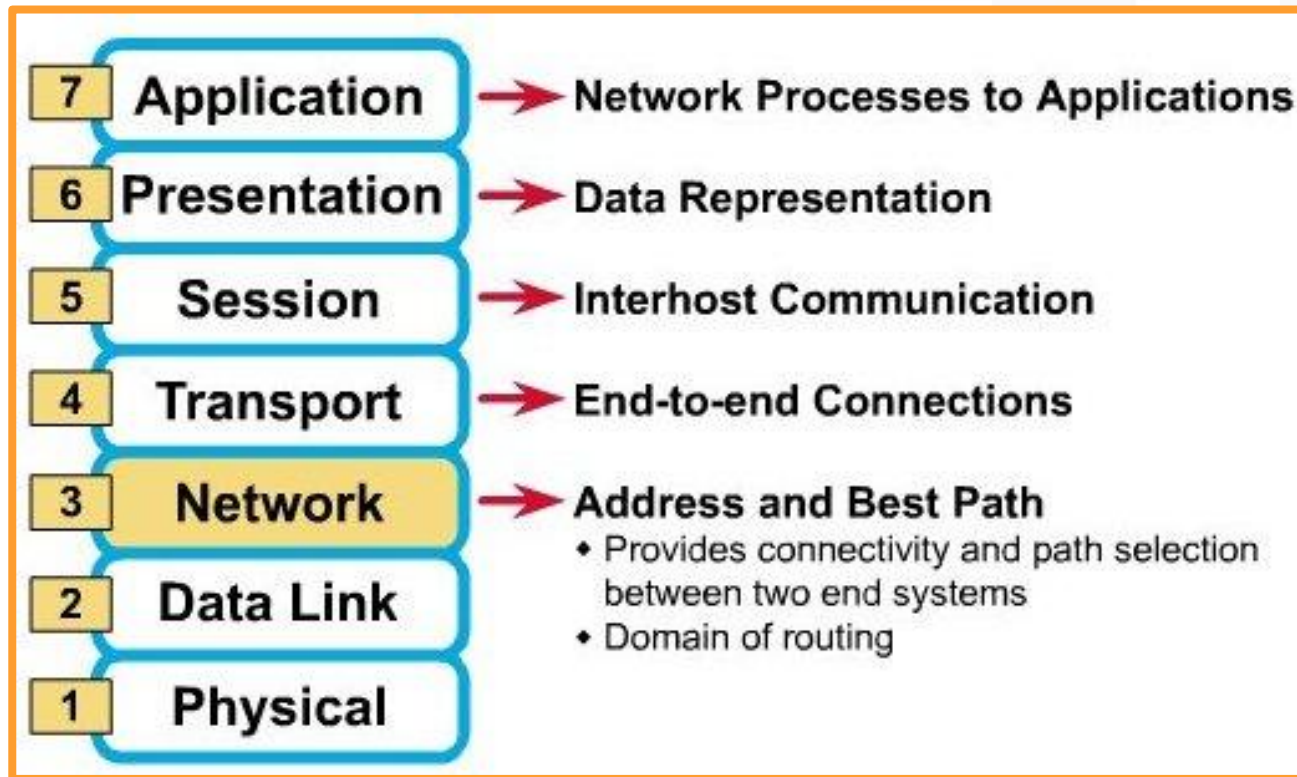 7 Application → Network Processes to Applications
6 Presentation → Data Representation
5 Session → Interhost Communication
4 Transport → End-to-end Connections
3 Network → Address and Best Path
◆ Provides connectivity and path selection
between two end systems
◆ Domain of routing
2 Data Link
1 Physical